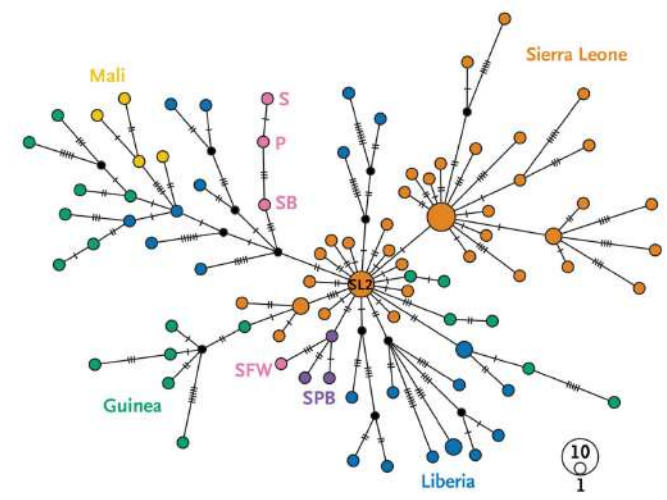 Sierra Leone
Mali
S
P
SB
SL2
SFW
SPB
Guinea
Liberia
10
1